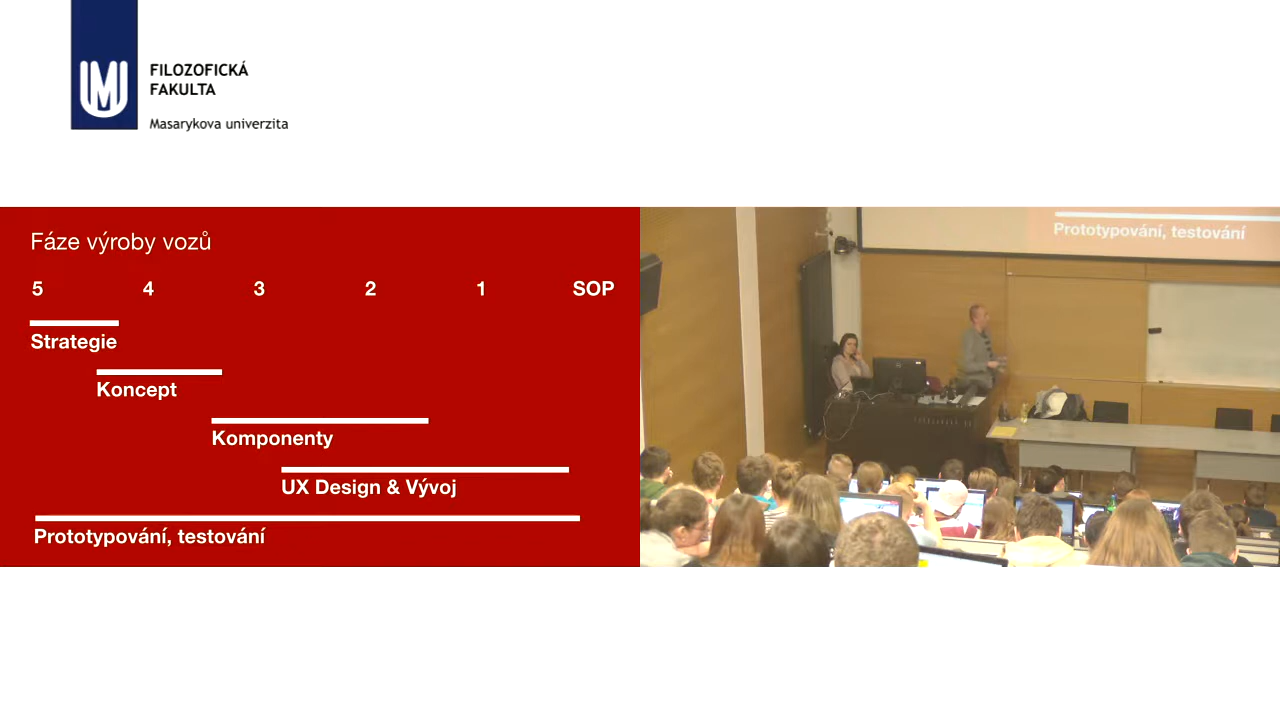 FILOZOFICKÁ
FAKULTA
Masarykova univerzita
Fáze výroby vozů
5 4 3 2 1 SOP
Strategie
Koncept
Komponenty
UX Design & Vývoj
Prototypování, testování
Prototypování, testování